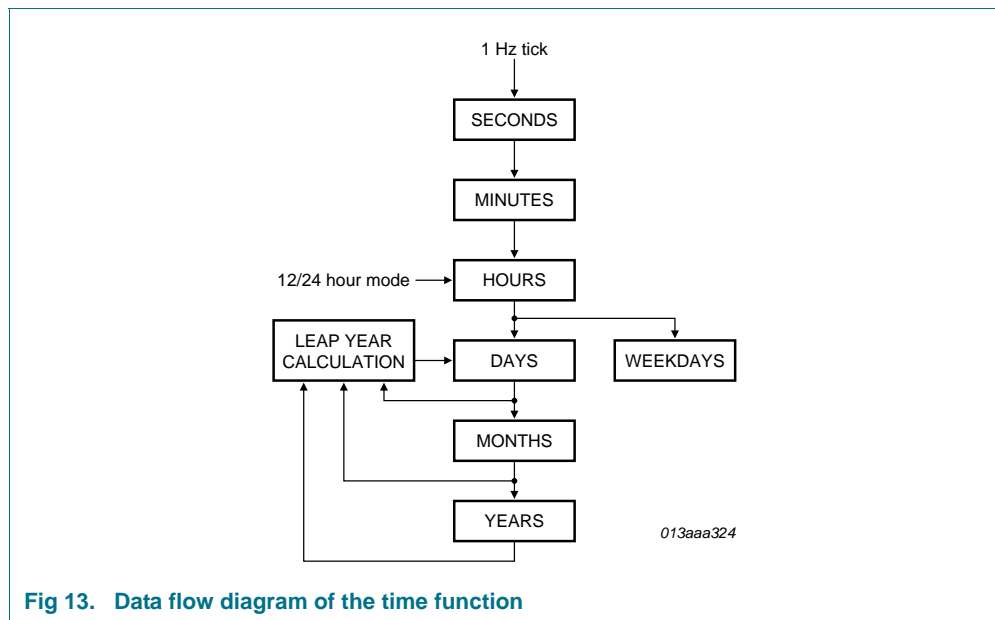 1 Hz tick
SECONDS
MINUTES
12/24 hour mode
HOURS
LEAP YEAR
CALCULATION
DAYS
WEEKDAYS
MONTHS
YEARS
013aaa324
Fig 13. Data flow diagram of the time function